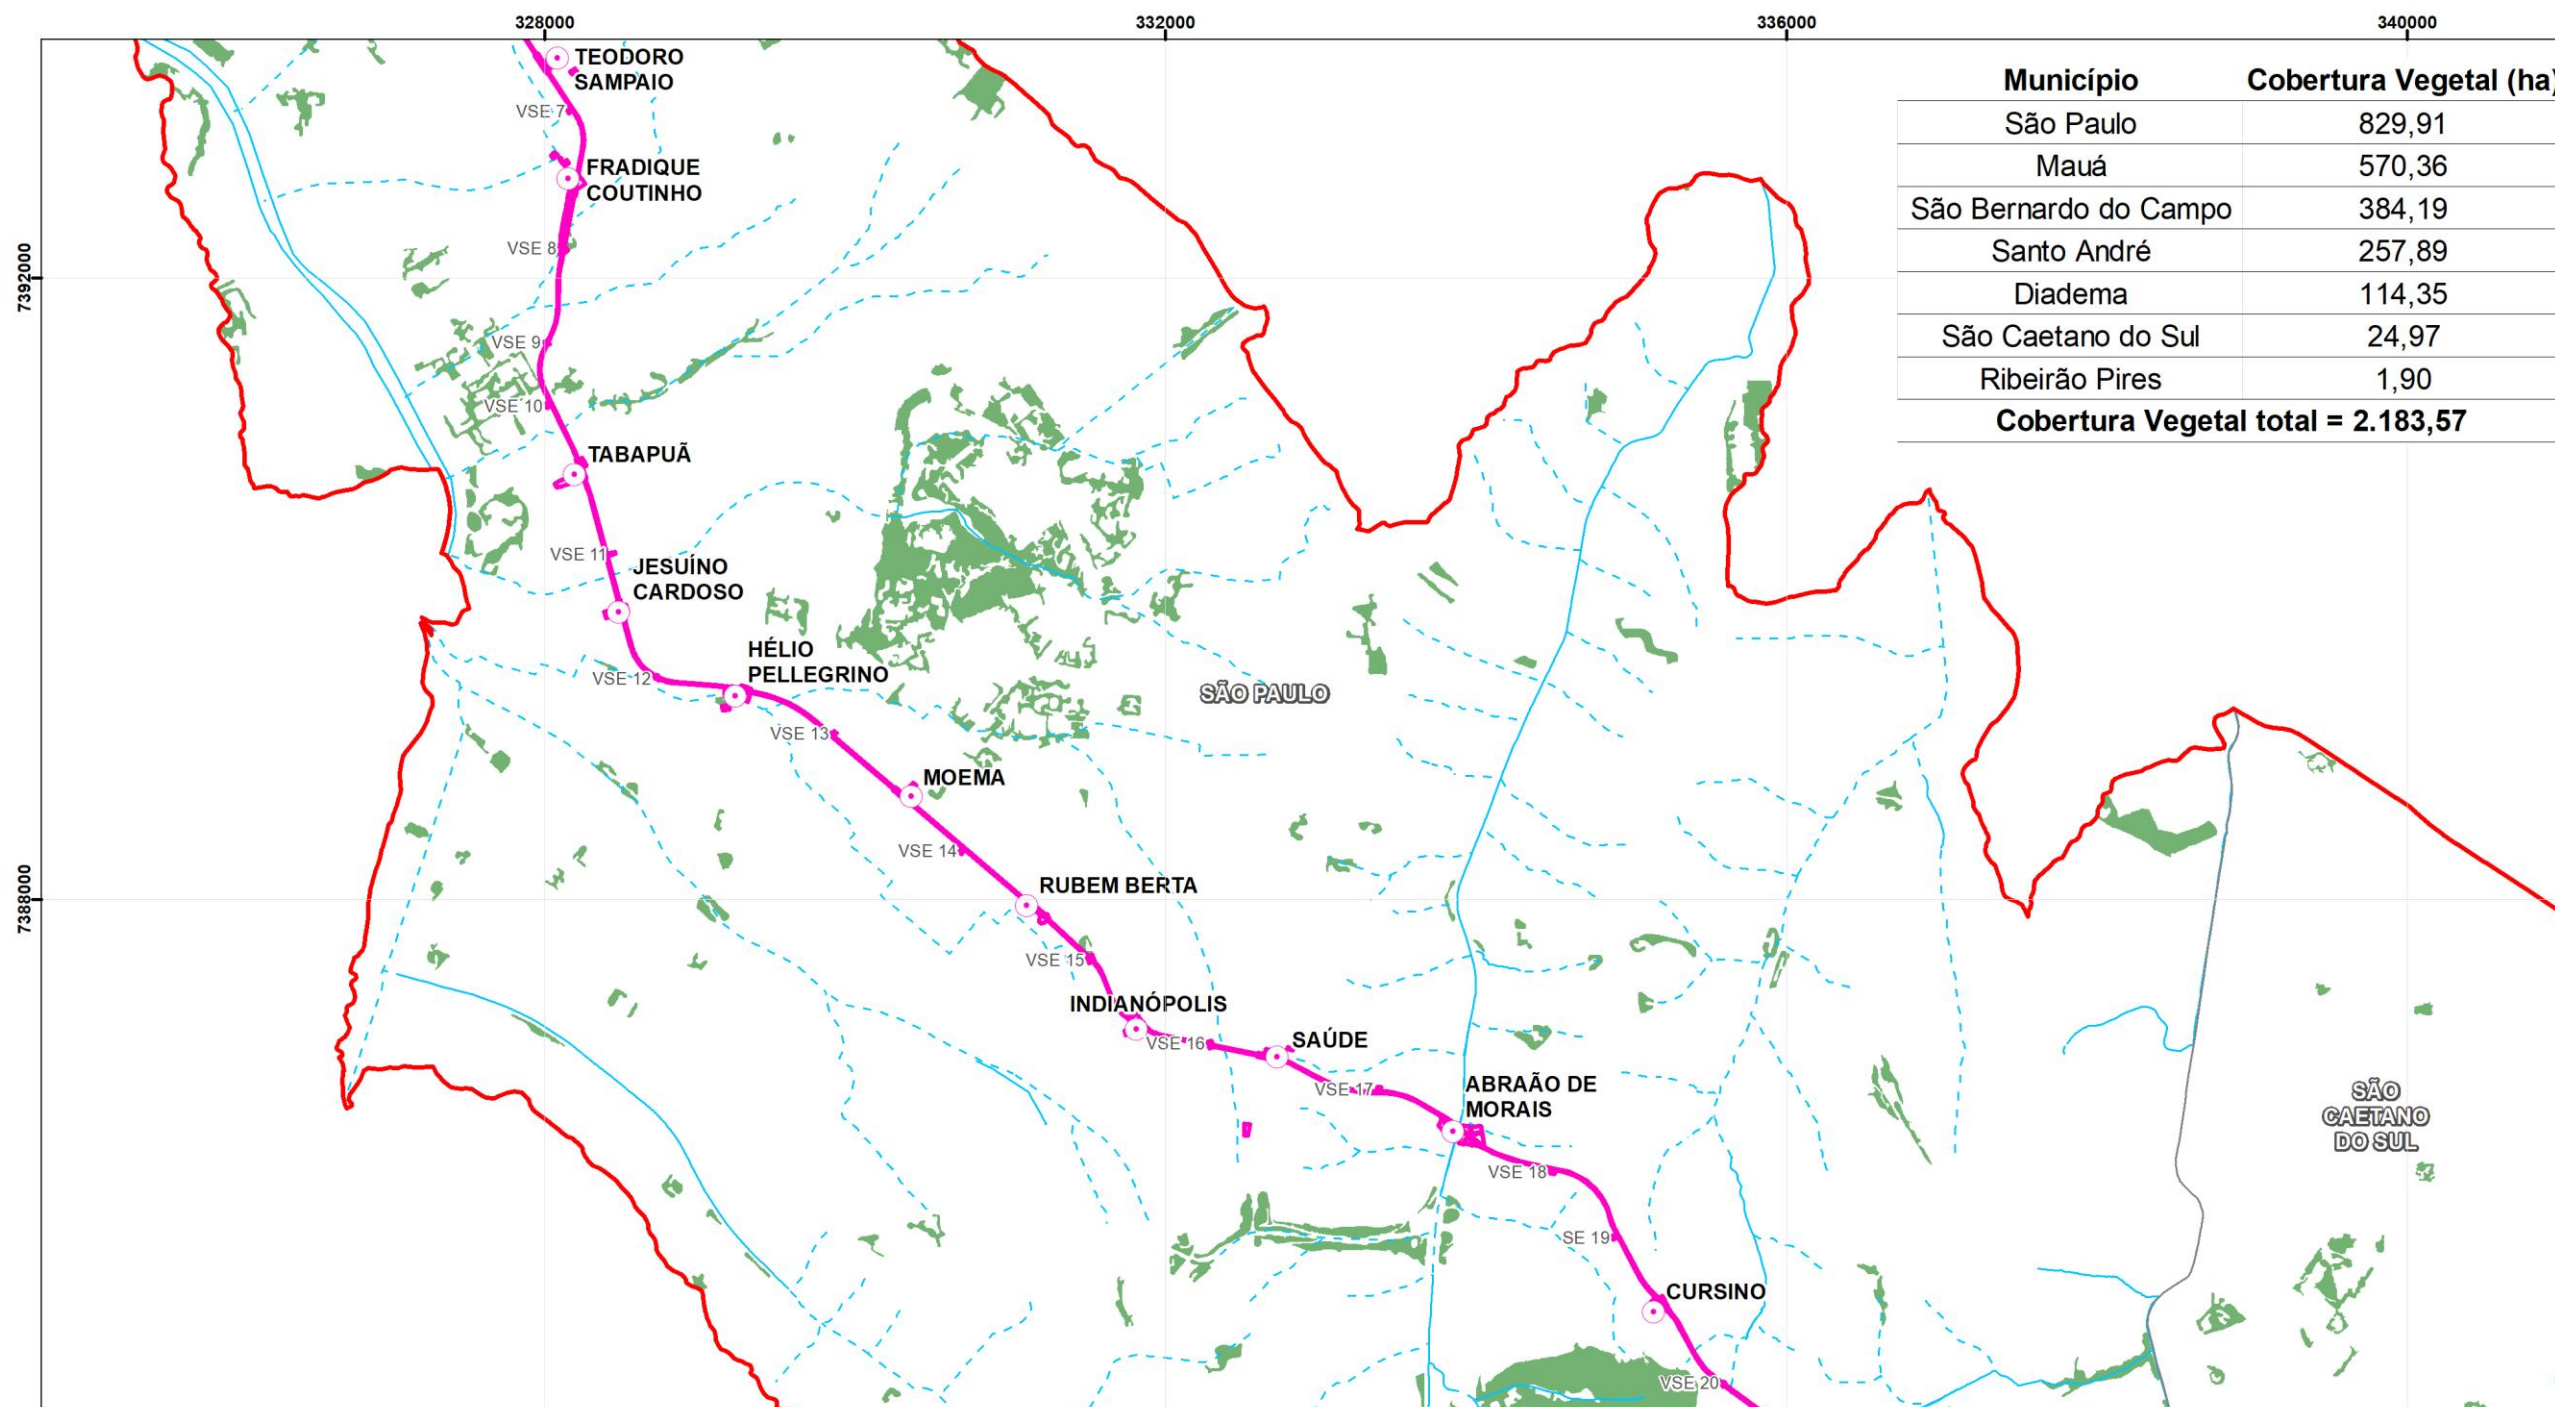 328000
332000
336000
340000
7392000
7388000
Município Cobertura Vegetal (ha)
São Paulo 829,91
Mauá 570,36
São Bernardo do Campo 384,19
Santo André 257,89
Diadema 114,35
São Caetano do Sul 24,97
Ribeirão Pires 1,90
Cobertura Vegetal total = 2.183,57
TEODORO
SAMPAIO
VSE 7
FRADIQUE
COUTINHO
VSE 8
VSE 9
VSE 10
TABAPUÃ
VSE 11
JESUÍNO
CARDOSO
HÉLIO
PELLEGRINO
VSE 12
SÃO PAULO
VSE 13
MOEMA
VSE 14
RUBEM BERTA
VSE 15
INDIANÓPOLIS
VSE 16
SAÚDE
VSE 17
ABRAÃO DE
MORAIS
SÃO
CAETANO
DO SUL
VSE 18
SE 19
CURSINO
VSE 20